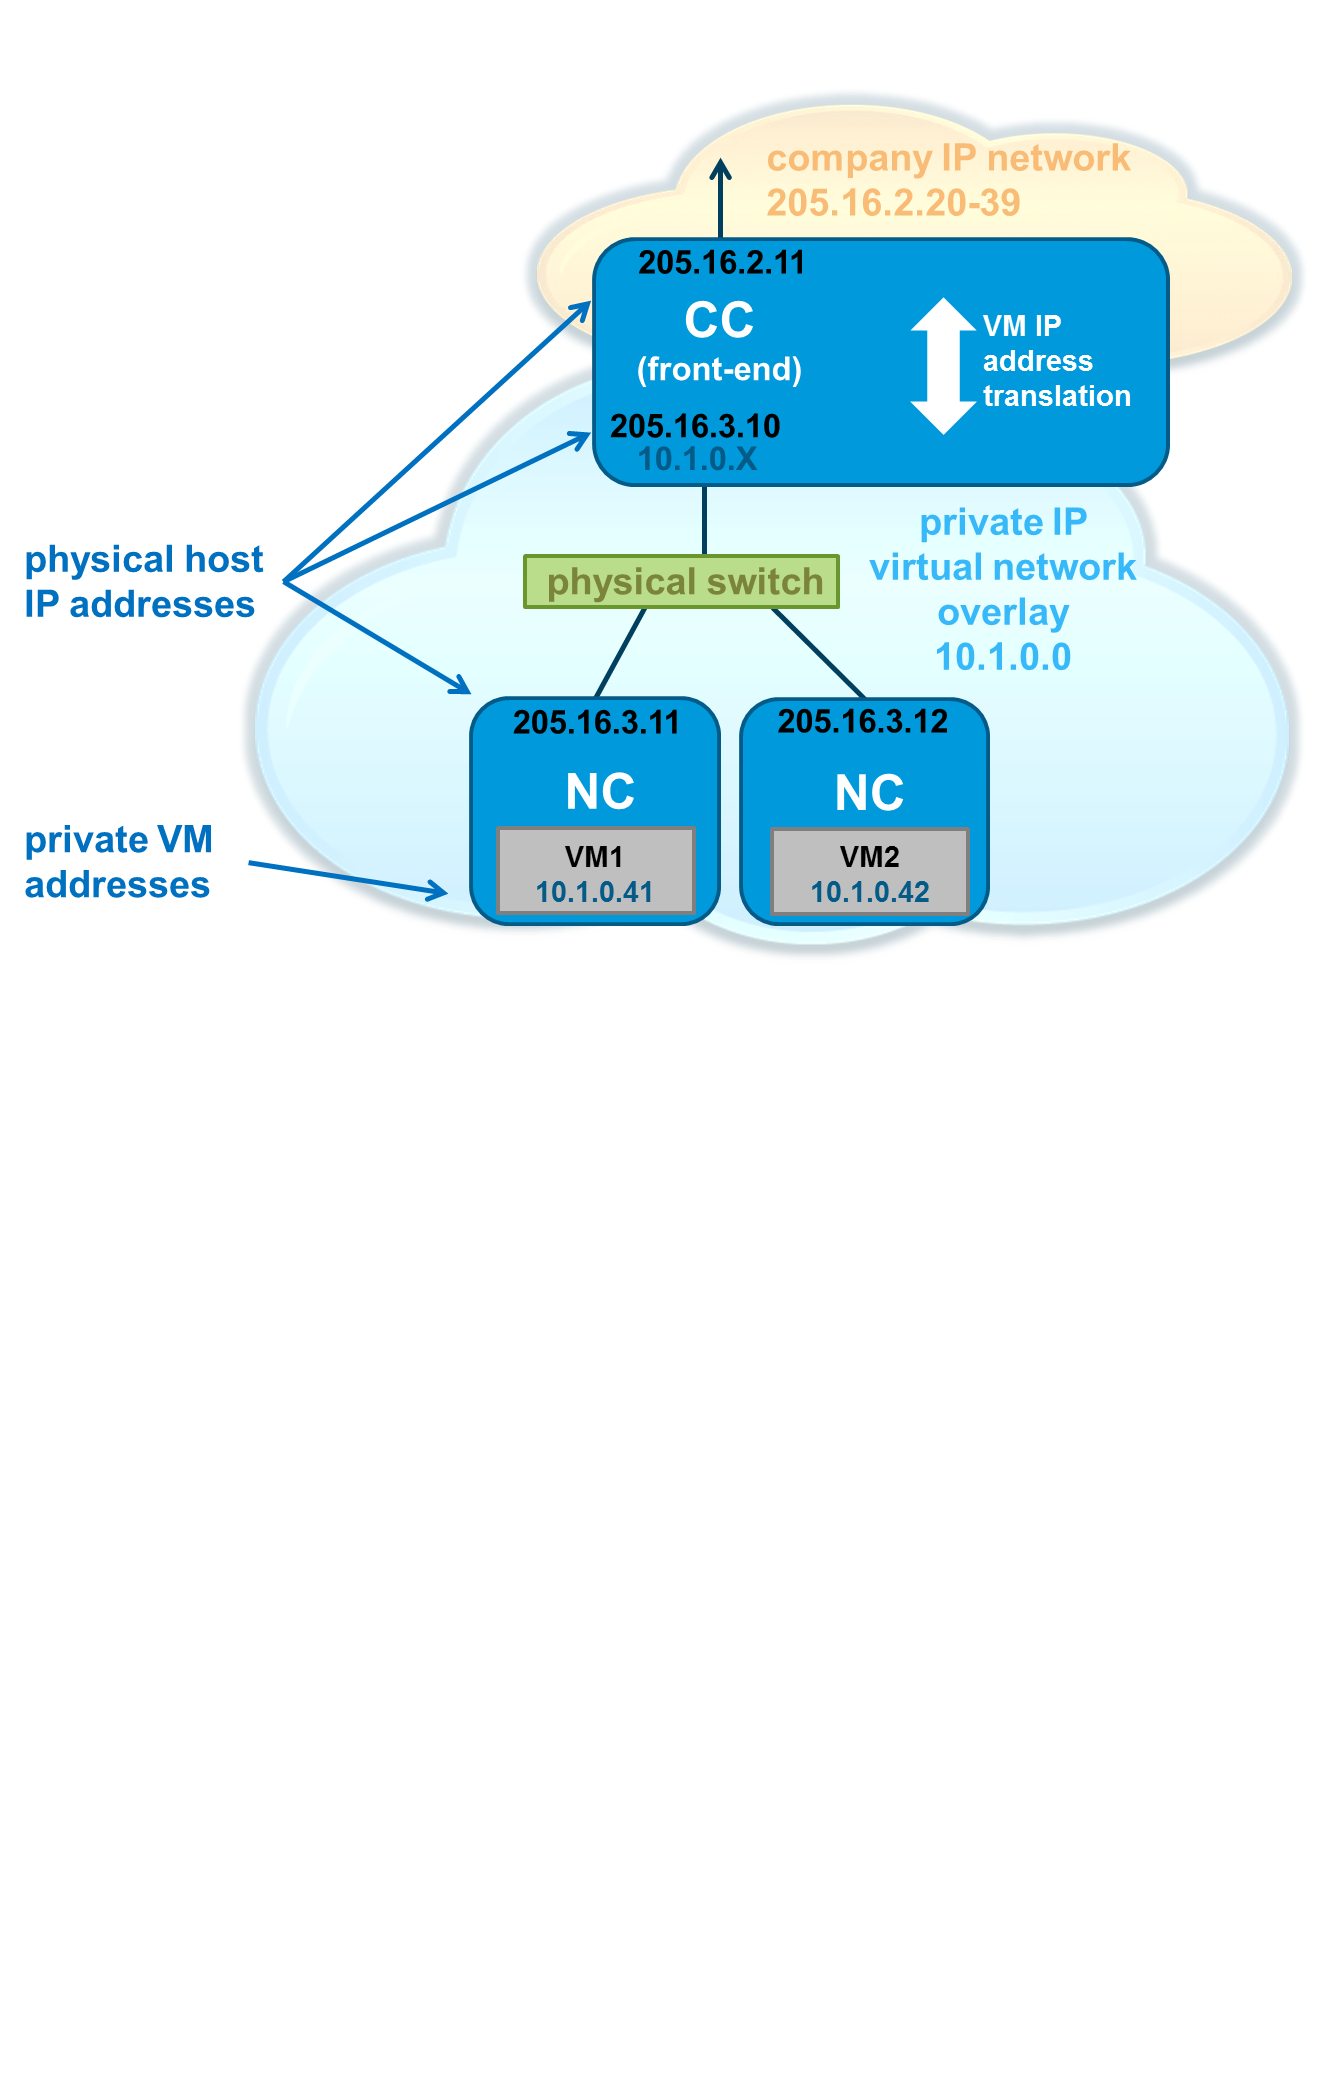 company IP network
205.16.2.20-39
205.16.2.11
CC
(front-end)
VM IP
address
translation
205.16.3.10
10.1.0.X
private IP
virtual network
overlay
10.1.0.0
physical host
IP addresses
physical switch
205.16.3.11
NC
VM1
10.1.0.41
205.16.3.12
NC
VM2
10.1.0.42
private VM
addresses